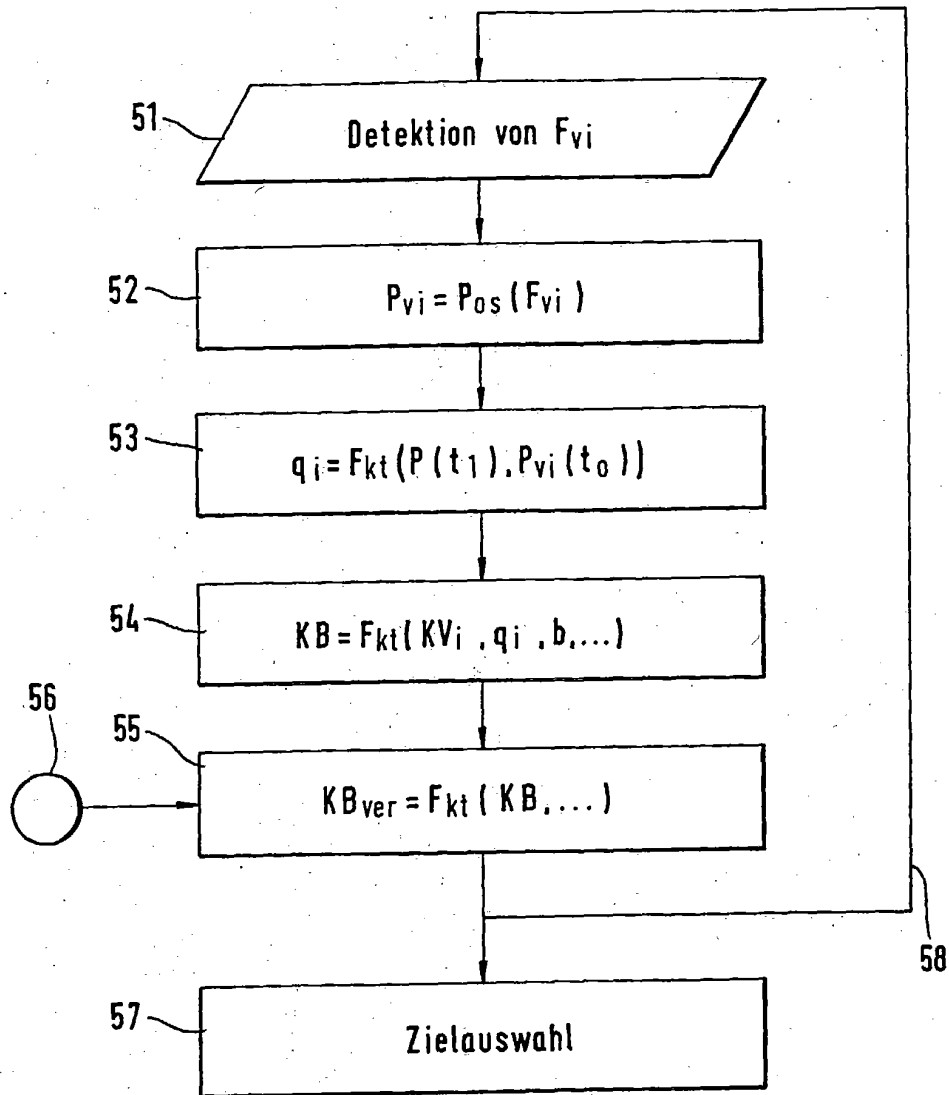 51
Detektion von Fvi
52
Pvi = Pos (Fvi)
53
qi = Fkt (P (t1), Pvi (to))
54
KB = Fkt (KVi, qi, b, ...)
56
55
KBver = Fkt (KB, ...)
58
57
Zielauswahl